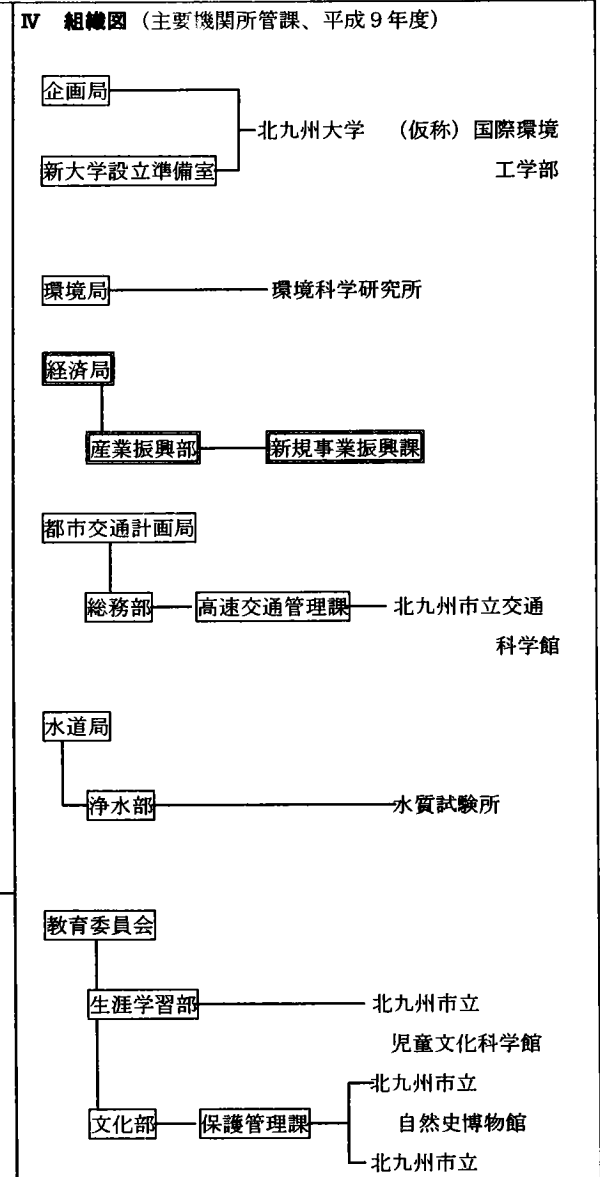 Ⅳ 組織図（主要機関所管課、平成９年度）
企画局
北九州大学 （仮称）国際環境
新大学設立準備室 工学部
環境局 環境科学研究所
経済局
産業振興部 新規事業振興課
都市交通計画局
総務部 高速交通管理課 北九州市立交通
科学館
水道局
浄水部 水質試験所
教育委員会
生涯学習部 北九州市立
児童文化科学館
北九州市立
文化部 保護管理課 自然史博物館
北九州市立